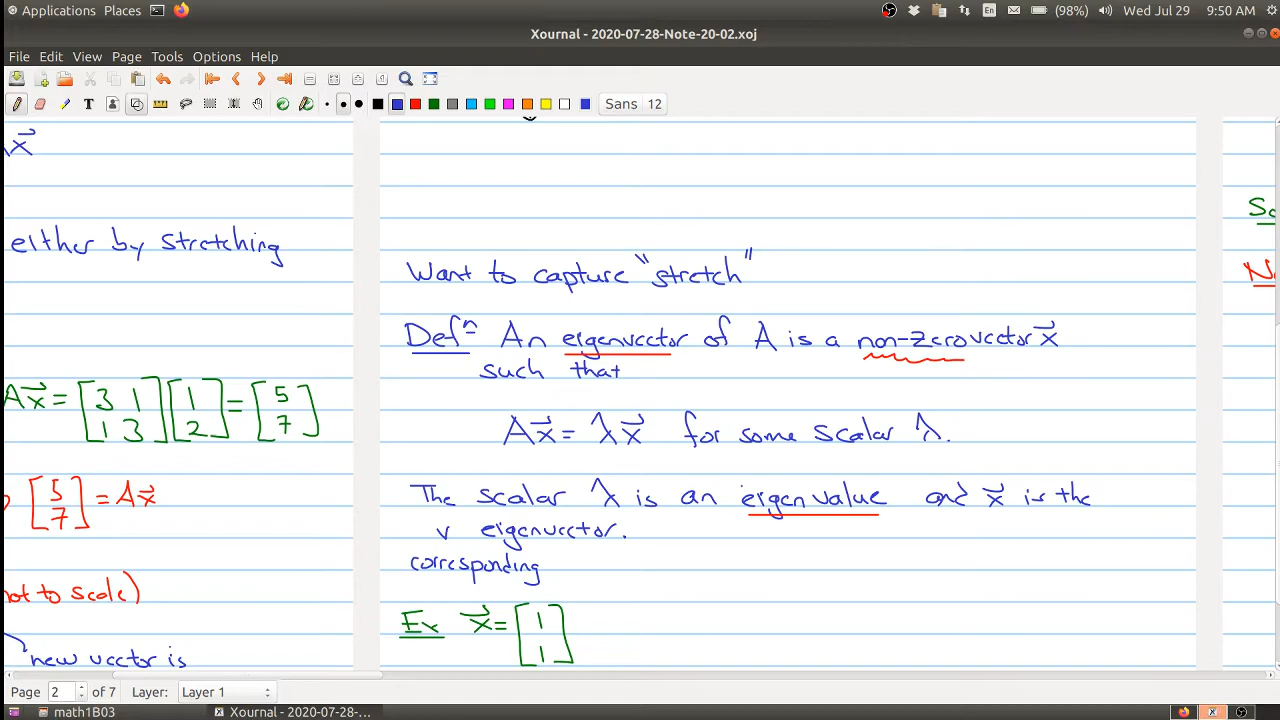 Applications Places En (98%) Wed Jul 29 9:50 AM
Xournal - 2020-07-28-Note-20-02.xoj
File Edit View Page Tools Options Help
Sans 12
x⃗
either by stretching
Ax⃗ = [3 1; 1 3] [1; 2] = [5; 7]
[5; 7] = Ax⃗
not to scale)
new vector is
Want to capture "stretch"
Defⁿ An eigenvector of A is a non-zero vector x⃗
such that
Ax⃗ = λx⃗ for some scalar λ.
The scalar λ is an eigenvalue and x⃗ is the
v eigenvector.
corresponding
Ex x⃗ = [1; 1]
Page 2 of 7 Layer: Layer 1
math1B03 Xournal - 2020-07-28-...